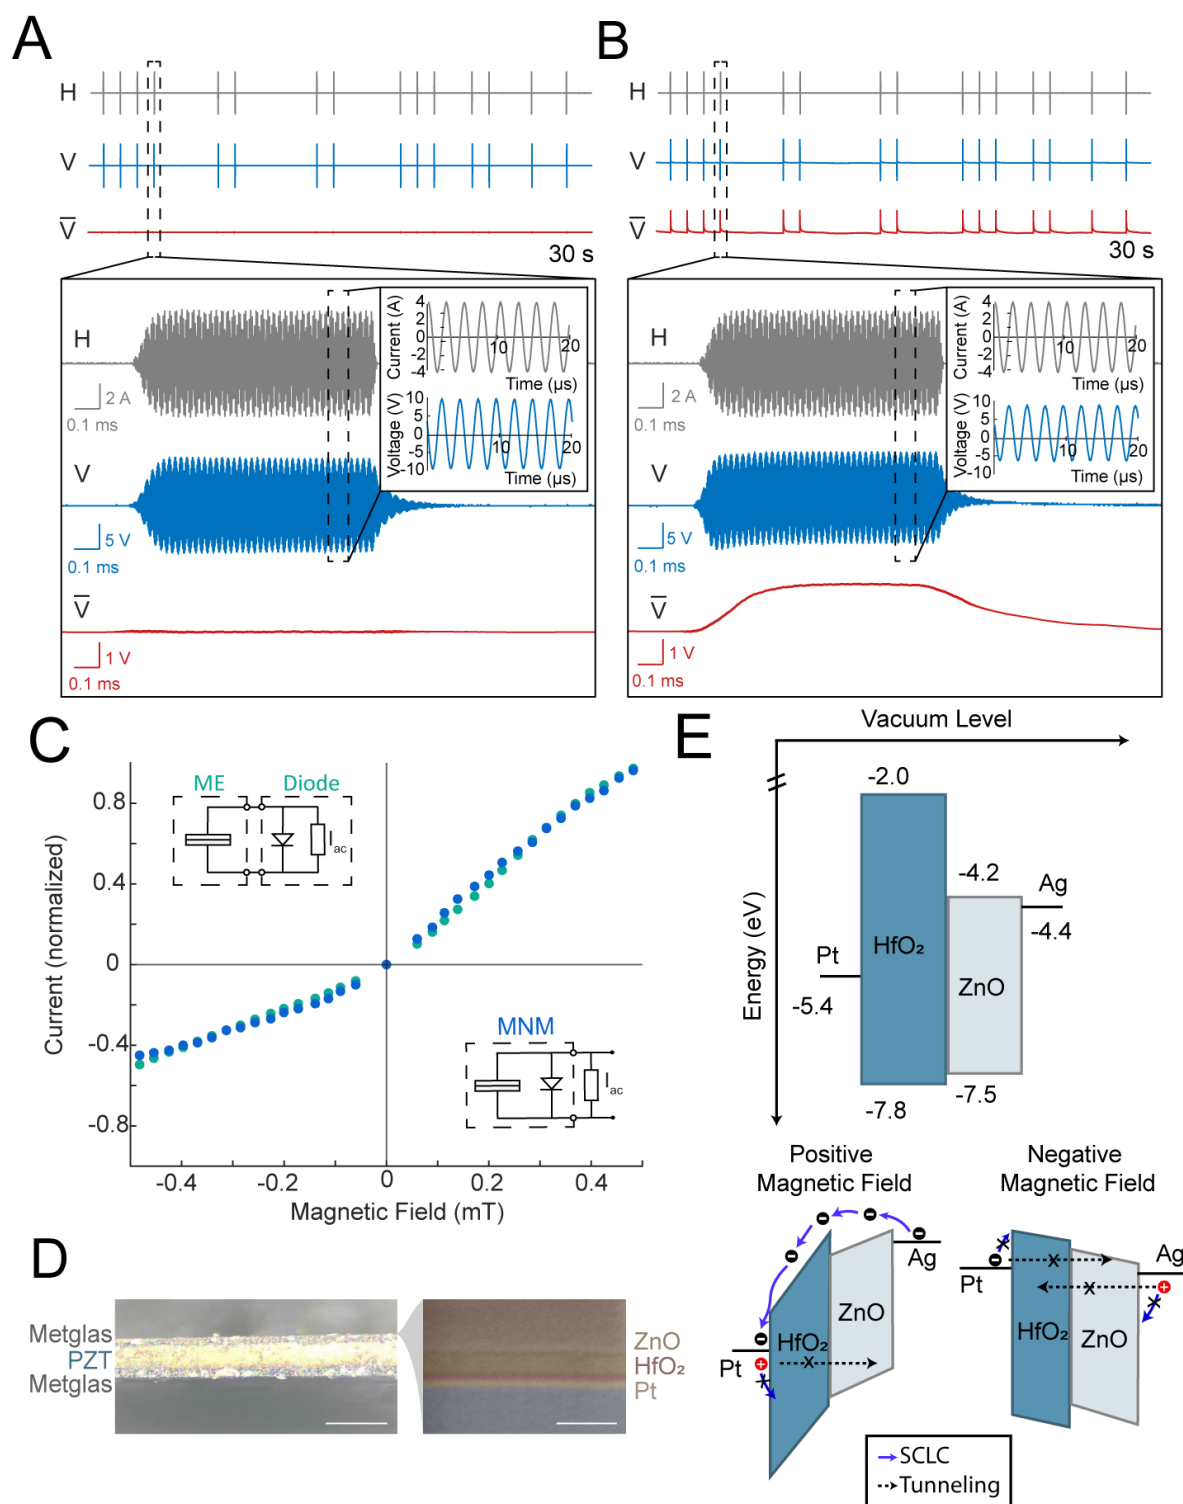 A
H
V
V̅
30 s
H
2 A
0.1 ms
V
5 V
0.1 ms
V̅
1 V
0.1 ms
Current (A)
4
2
0
-2
-4
10
20
Time (µs)
Voltage (V)
10
5
0
-5
-10
10
20
Time (µs)
B
H
V
V̅
30 s
H
2 A
0.1 ms
V
5 V
0.1 ms
V̅
1 V
0.1 ms
Current (A)
4
2
0
-2
-4
10
20
Time (µs)
Voltage (V)
10
5
0
-5
-10
10
20
Time (µs)
C
Current (normalized)
0.8
0.4
0
-0.4
-0.8
-0.4
-0.2
0
0.2
0.4
Magnetic Field (mT)
ME
Diode
Iac
MNM
Iac
D
Metglas
PZT
Metglas
ZnO
HfO₂
Pt
E
Vacuum Level
Energy (eV)
-2.0
-4.2
Ag
-4.4
HfO₂
Pt
-5.4
ZnO
-7.5
-7.8
Positive
Magnetic Field
Ag
ZnO
HfO₂
Pt
Negative
Magnetic Field
Ag
Pt
HfO₂
ZnO
SCLC
Tunneling